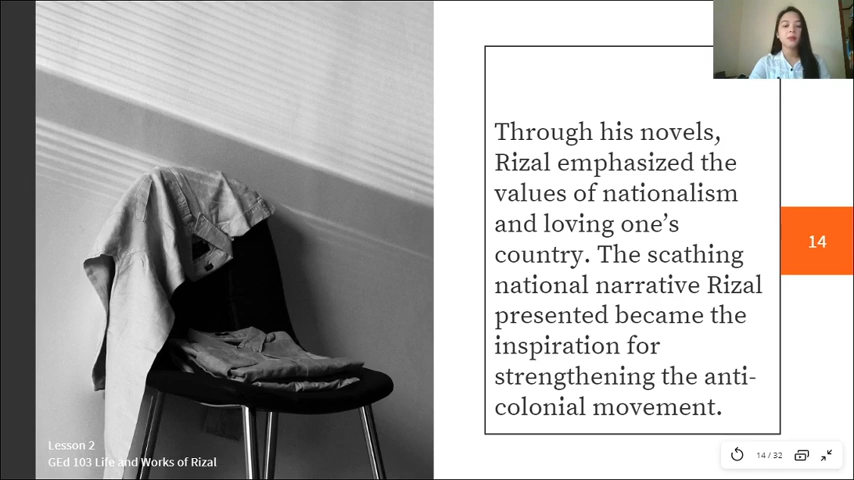 Through his novels,
Rizal emphasized the
values of nationalism
and loving one’s
country. The scathing
national narrative Rizal
presented became the
inspiration for
strengthening the anti-
colonial movement.
14
Lesson 2
GEd 103 Life and Works of Rizal
14 / 32